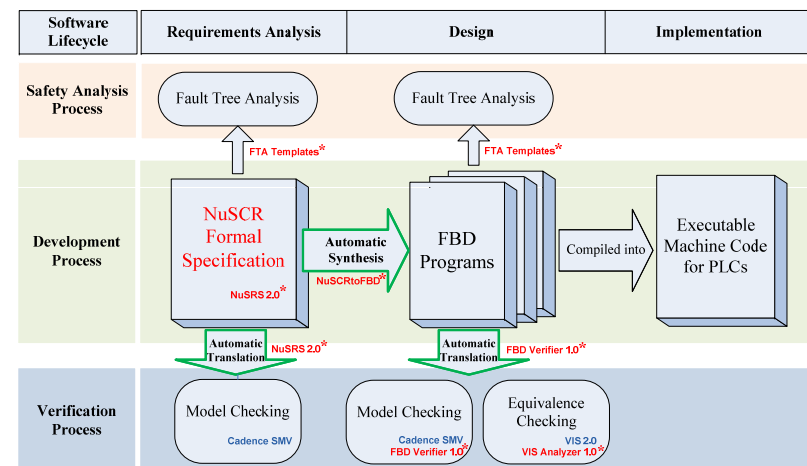 Software
Lifecycle
Requirements Analysis
Design
Implementation
Safety Analysis
Process
Fault Tree Analysis
Fault Tree Analysis
FTA Templates*
FTA Templates*
Development
Process
NuSCR
Formal
Specification
NuSRS 2.0*
Automatic
Synthesis
NuSCRtoFBD*
FBD
Programs
Compiled into
Executable
Machine Code
for PLCs
Automatic
Translation
NuSRS 2.0*
Automatic
Translation
FBD Verifier 1.0*
Verification
Process
Model Checking
Cadence SMV
Model Checking
Cadence SMV
FBD Verifier 1.0*
Equivalence
Checking
VIS 2.0
VIS Analyzer 1.0*